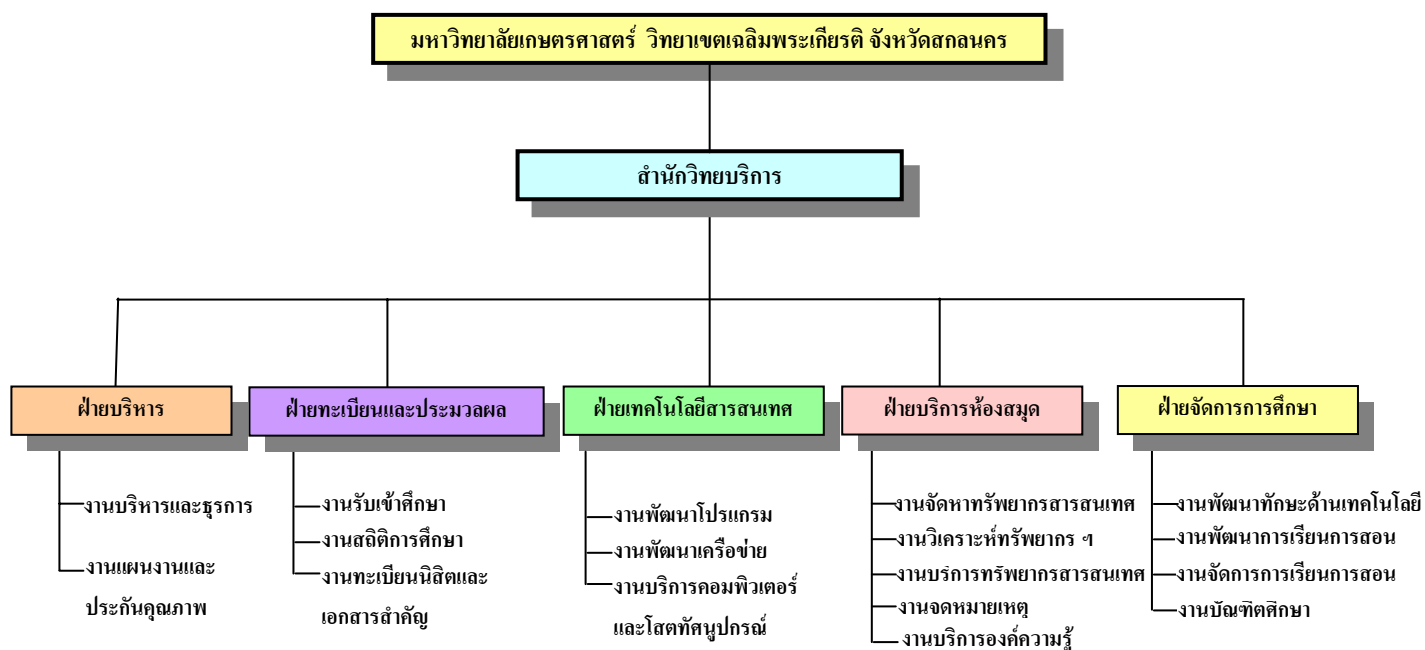 มหาวิทยาลัยเกษตรศาสตร์ วิทยาเขตเฉลิมพระเกียรติ จังหวัดสกลนคร
สำนักวิทยบริการ
ฝ่ายบริหาร
งานบริหารและธุรการ
งานแผนงานและ
ประกันคุณภาพ
ฝ่ายทะเบียนและประมวลผล
งานรับเข้าศึกษา
งานสถิติการศึกษา
งานทะเบียนนิสิตและ
เอกสารสำคัญ
ฝ่ายเทคโนโลยีสารสนเทศ
งานพัฒนาโปรแกรม
งานพัฒนาเครือข่าย
งานบริการคอมพิวเตอร์
และโสตทัศนูปกรณ์
ฝ่ายบริการห้องสมุด
งานจัดหาทรัพยากรสารสนเทศ
งานวิเคราะห์ทรัพยากร ฯ
งานบริการทรัพยากรสารสนเทศ
งานจดหมายเหตุ
งานบริการองค์ความรู้
ฝ่ายจัดการการศึกษา
งานพัฒนาทักษะด้านเทคโนโลยี
งานพัฒนาการเรียนการสอน
งานจัดการการเรียนการสอน
งานบัณฑิตศึกษา